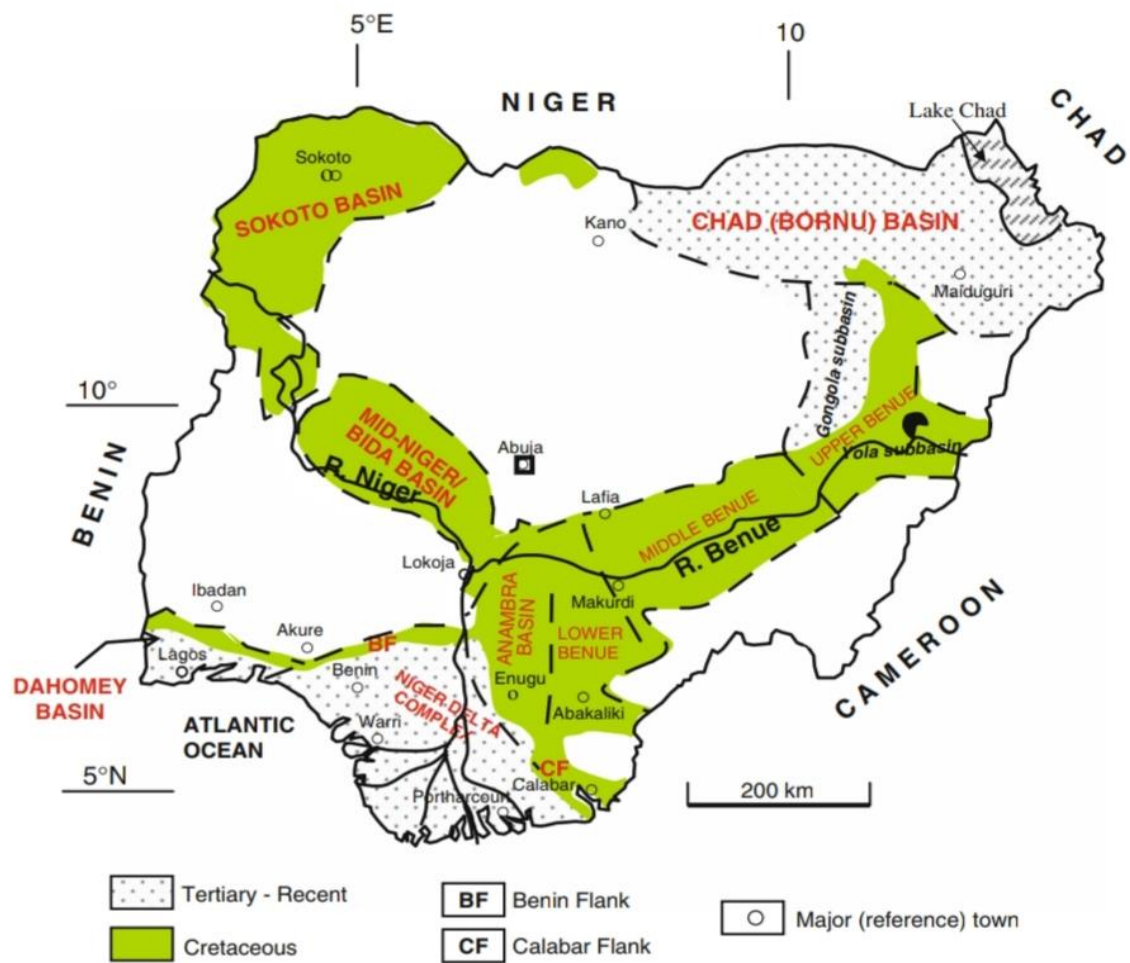 5°E
10
NIGER
CHAD
Lake Chad
Sokoto
SOKOTO BASIN
Kano
CHAD (BORNU) BASIN
Maiduguri
Gongola subbasin
10°
BENIN
MID-NIGER/
BIDA BASIN
R. Niger
Abuja
UPPER BENUE
Yola subbasin
Lafia
MIDDLE BENUE
R. Benue
Lokoja
Makurdi
ANAMBRA
BASIN
LOWER
BENUE
CAMEROON
Ibadan
Akure
BF
Lagos
Benin
Enugu
Abakaliki
NIGER DELTA
COMPLEX
DAHOMEY
BASIN
ATLANTIC
OCEAN
Warri
CF
Calabar
5°N
Portharcourt
200 km
Tertiary - Recent
BF
Benin Flank
Major (reference) town
Cretaceous
CF
Calabar Flank